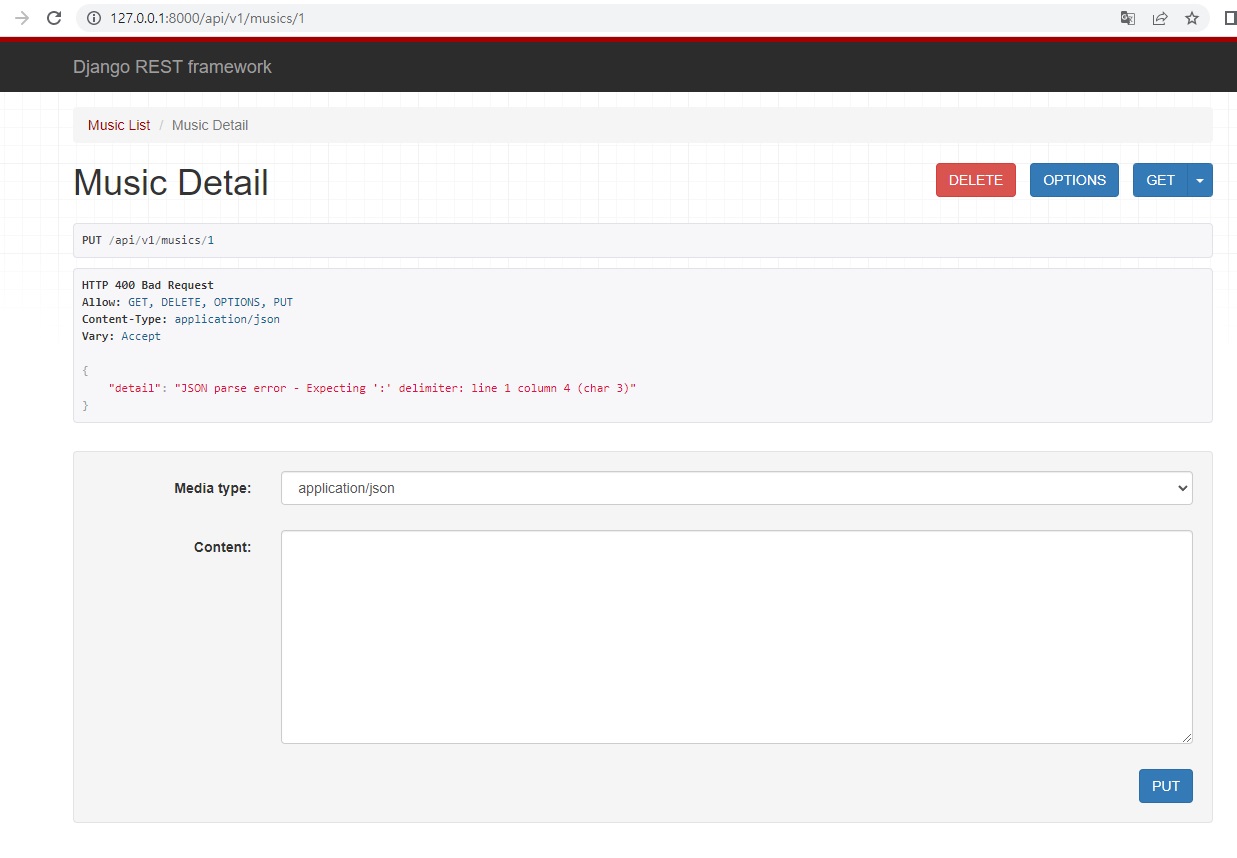 127.0.0.1:8000/api/v1/musics/1
Django REST framework
Music List / Music Detail
Music Detail
DELETE
OPTIONS
GET
PUT /api/v1/musics/1
HTTP 400 Bad Request
Allow: GET, DELETE, OPTIONS, PUT
Content-Type: application/json
Vary: Accept
{
"detail": "JSON parse error - Expecting ':' delimiter: line 1 column 4 (char 3)"
}
Media type: application/json
Content:
PUT